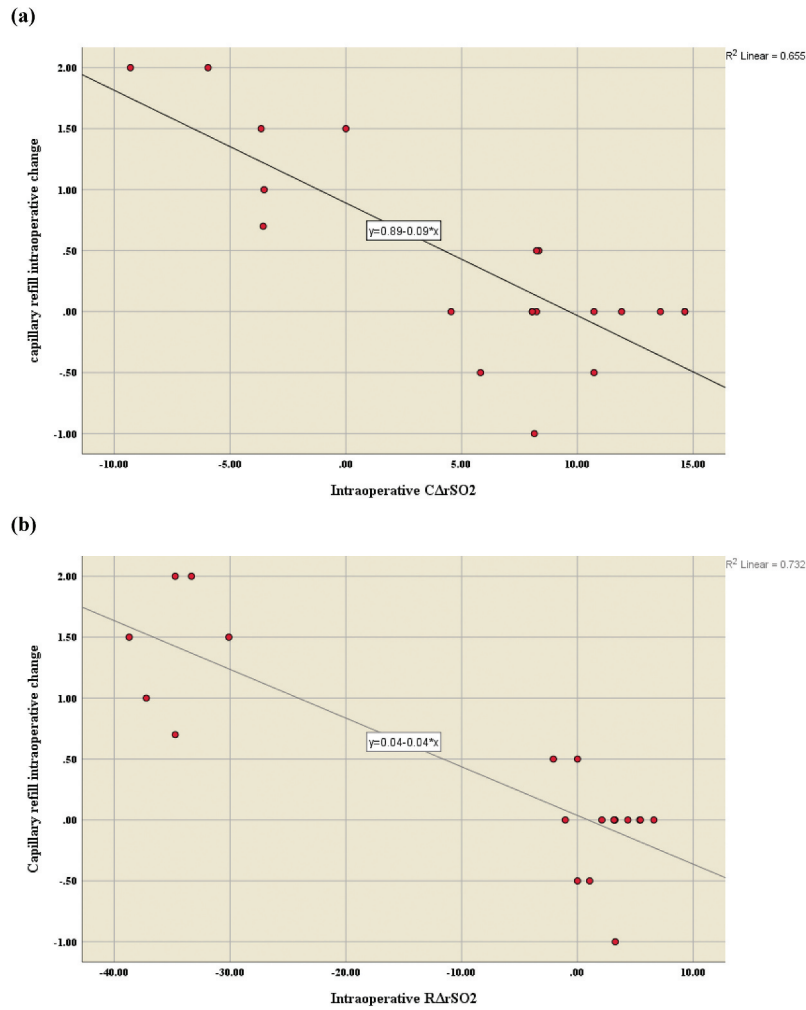 (a)
R² Linear = 0.655
2.00
1.50
1.00
.50
.00
-.50
-1.00
capillary refill intraoperative change
y=0.89-0.09*x
-10.00 -5.00 .00 5.00 10.00 15.00
Intraoperative CΔrSO2
(b)
R² Linear = 0.732
2.00
1.50
1.00
.50
.00
-.50
-1.00
Capillary refill intraoperative change
y=0.04-0.04*x
-40.00 -30.00 -20.00 -10.00 .00 10.00
Intraoperative RΔrSO2